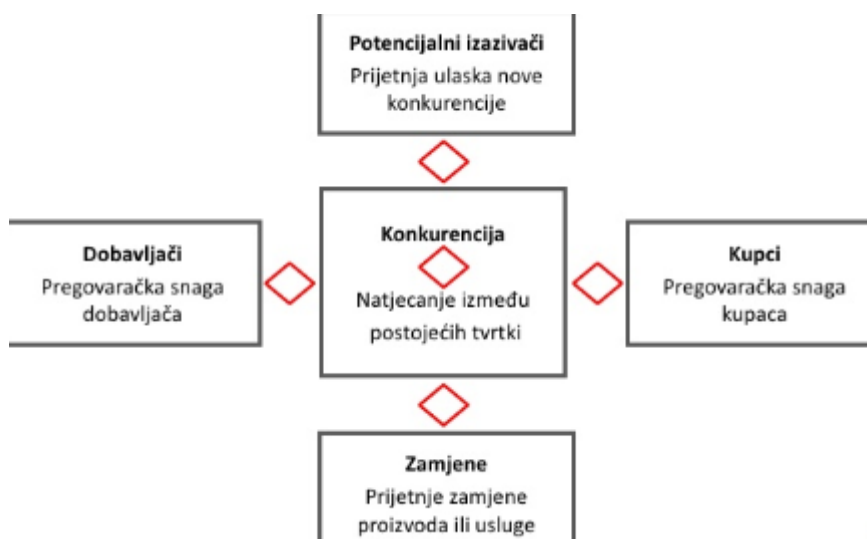 Potencijalni izazivači
Prijetnja ulaska nove
konkurencije
Dobavljači
Pregovaračka snaga
dobavljača
Konkurencija
Natjecanje između
postojećih tvrtki
Kupci
Pregovaračka snaga
kupaca
Zamjene
Prijetnje zamjene
proizvoda ili usluge